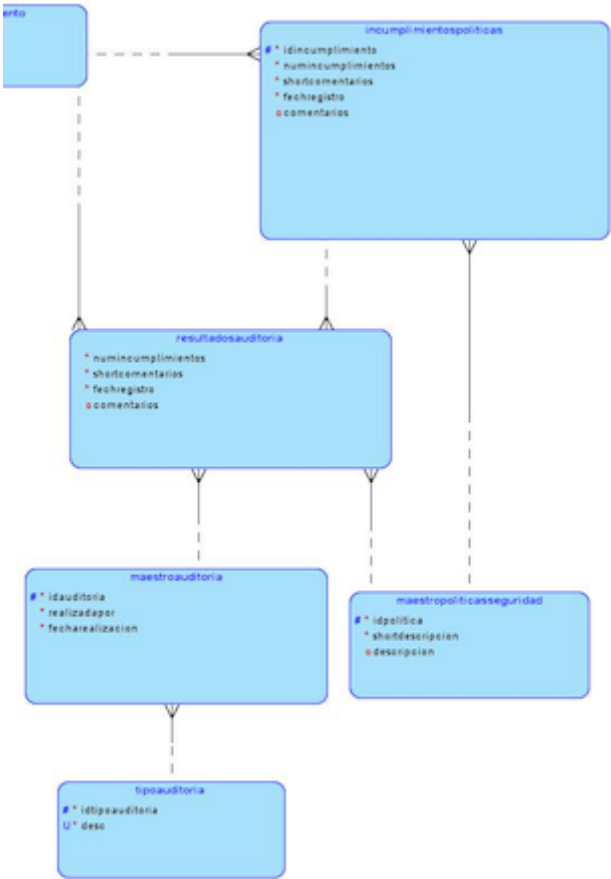 ento
incumplimientospoliticas
# * idincumplimiento
* numincumplimientos
* shortcomentarios
* fechregistro
o comentarios
resultadosauditoria
* numincumplimientos
* shortcomentarios
* fechregistro
o comentarios
maestroauditoria
# * idauditoria
* realizadapor
* fecharealizacion
maestropoliticasseguridad
# * idpolitica
* shortdescripcion
o descripcion
tipoauditoria
# * idtipoauditoria
U * desc